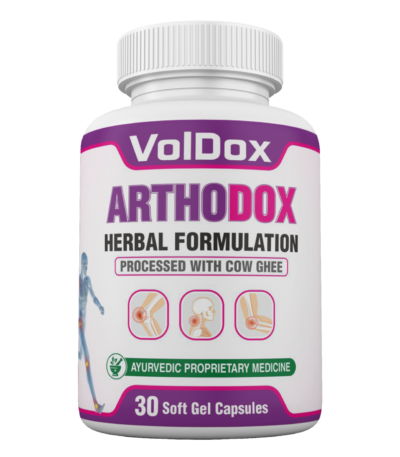 VolDox
ARTHODOX
HERBAL FORMULATION
PROCESSED WITH COW GHEE
AYURVEDIC PROPRIETARY MEDICINE
30 Soft Gel Capsules